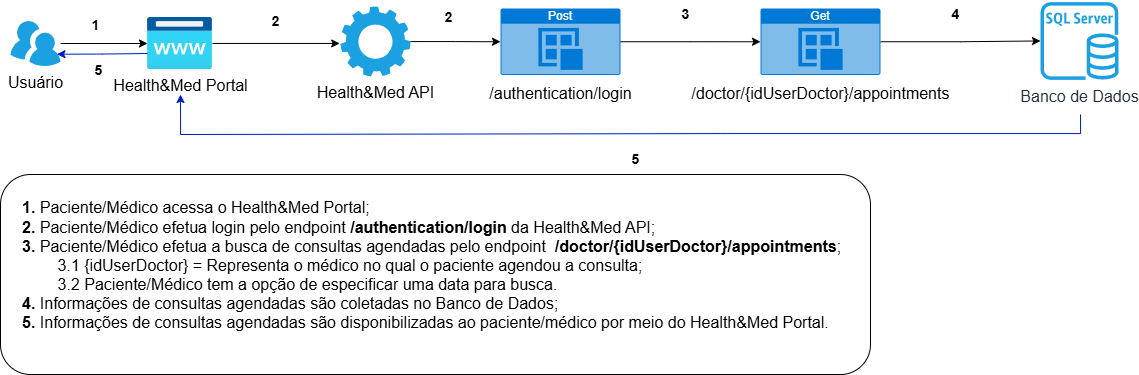 1
2
2
3
4
5
Post
Get
SQL Server
WWW
Usuário
Health&Med Portal
Health&Med API
/authentication/login
/doctor/{idUserDoctor}/appointments
Banco de Dados
5
1. Paciente/Médico acessa o Health&Med Portal;
2. Paciente/Médico efetua login pelo endpoint /authentication/login da Health&Med API;
3. Paciente/Médico efetua a busca de consultas agendadas pelo endpoint /doctor/{idUserDoctor}/appointments;
3.1 {idUserDoctor} = Representa o médico no qual o paciente agendou a consulta;
3.2 Paciente/Médico tem a opção de especificar uma data para busca.
4. Informações de consultas agendadas são coletadas no Banco de Dados;
5. Informações de consultas agendadas são disponibilizadas ao paciente/médico por meio do Health&Med Portal.